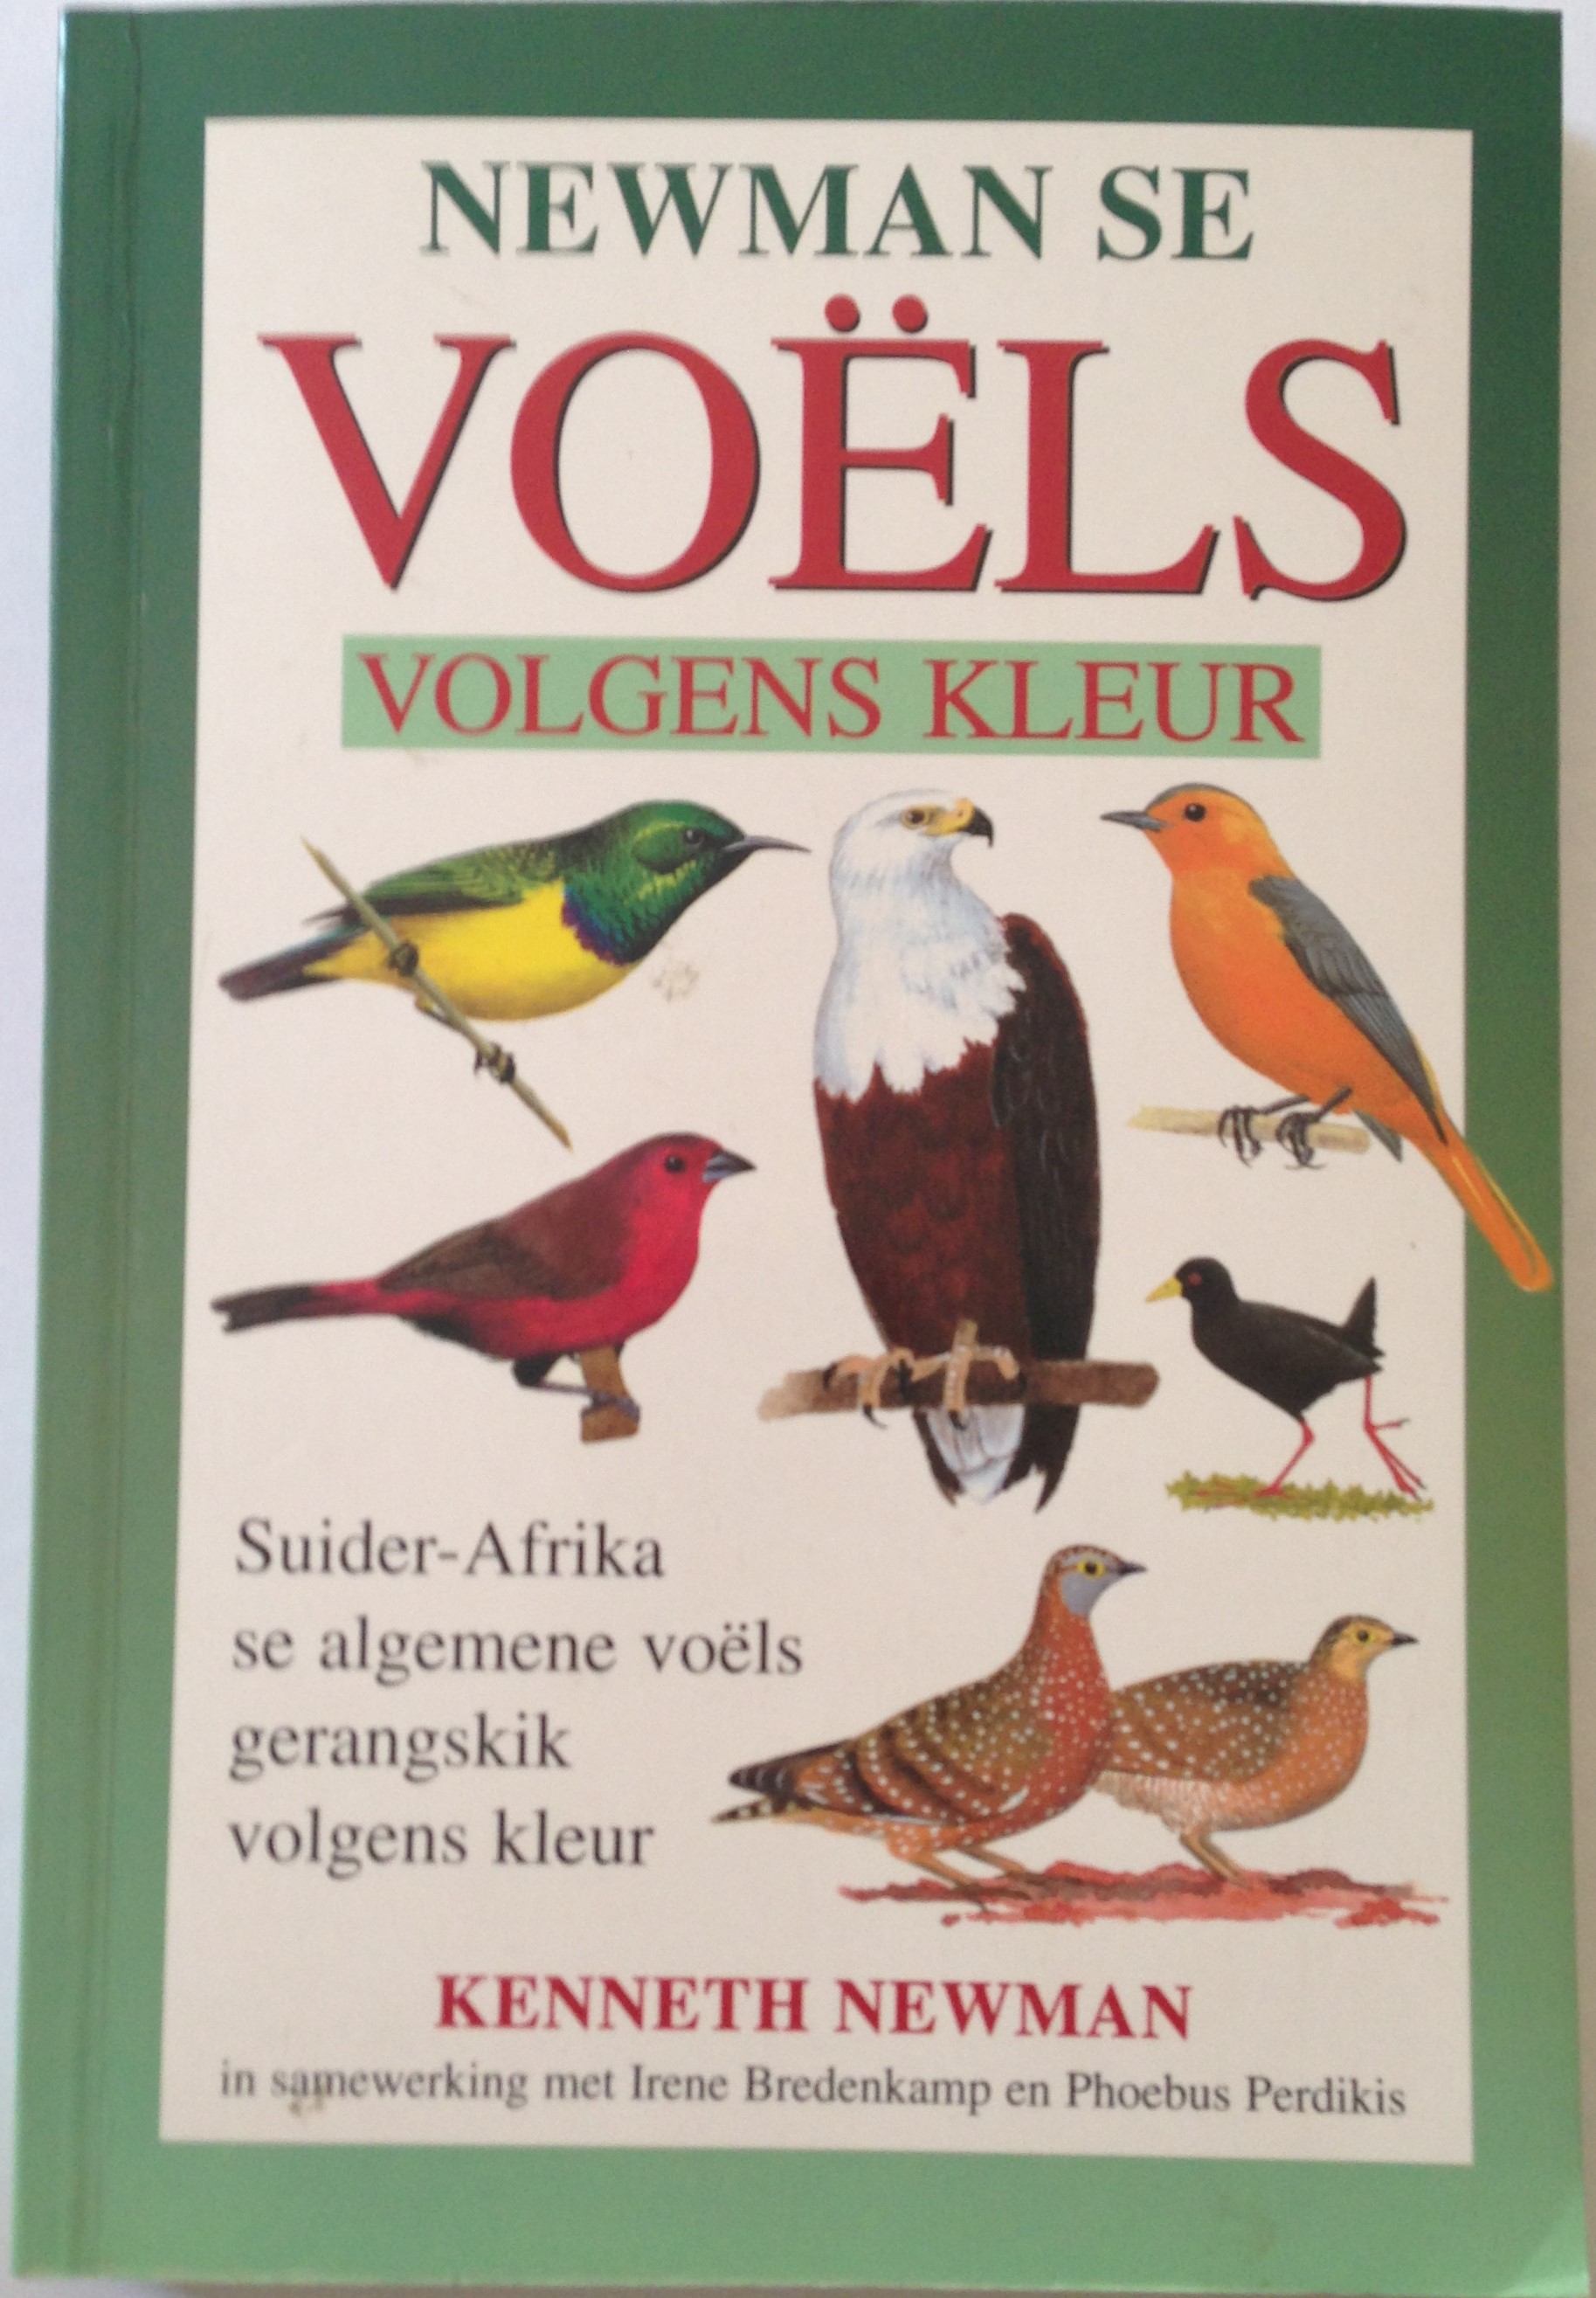 NEWMAN SE
VOËLS
VOLGENS KLEUR
Suider-Afrika
se algemene voëls
gerangskik
volgens kleur
KENNETH NEWMAN
in samewerking met Irene Bredenkamp en Phoebus Perdikis